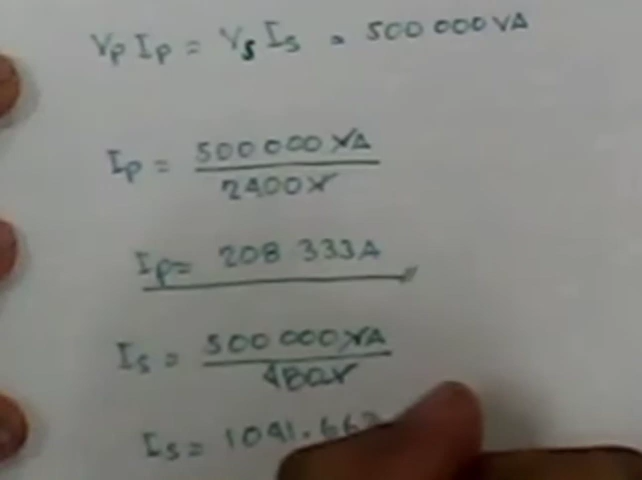 Vp Ip = Vs Is = 500 000 VA
Ip = 500 000 VA / 2400 V
Ip = 208 333A
Is = 500 000 VA / 480V
Is = 1041.66